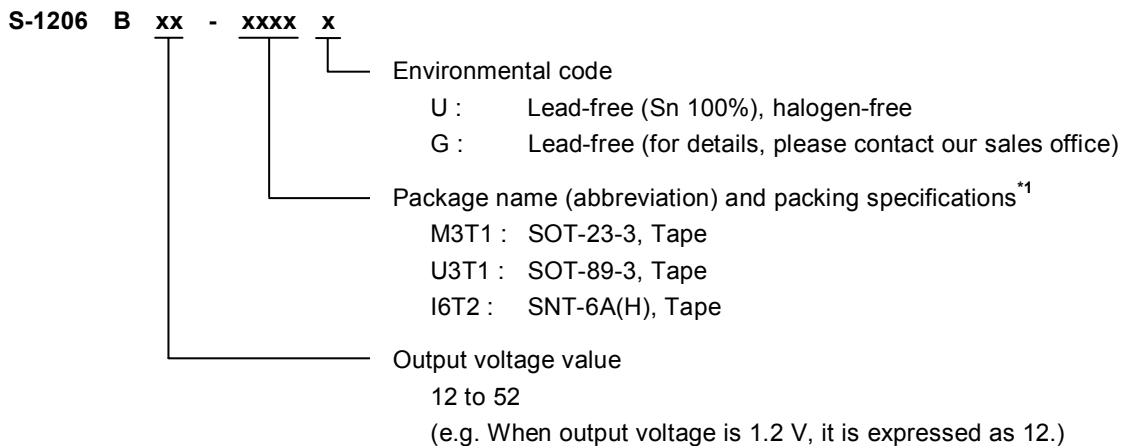 S-1206 B xx - xxxx x
Environmental code
U : Lead-free (Sn 100%), halogen-free
G : Lead-free (for details, please contact our sales office)
Package name (abbreviation) and packing specifications*1
M3T1 : SOT-23-3, Tape
U3T1 : SOT-89-3, Tape
I6T2 : SNT-6A(H), Tape
Output voltage value
12 to 52
(e.g. When output voltage is 1.2 V, it is expressed as 12.)